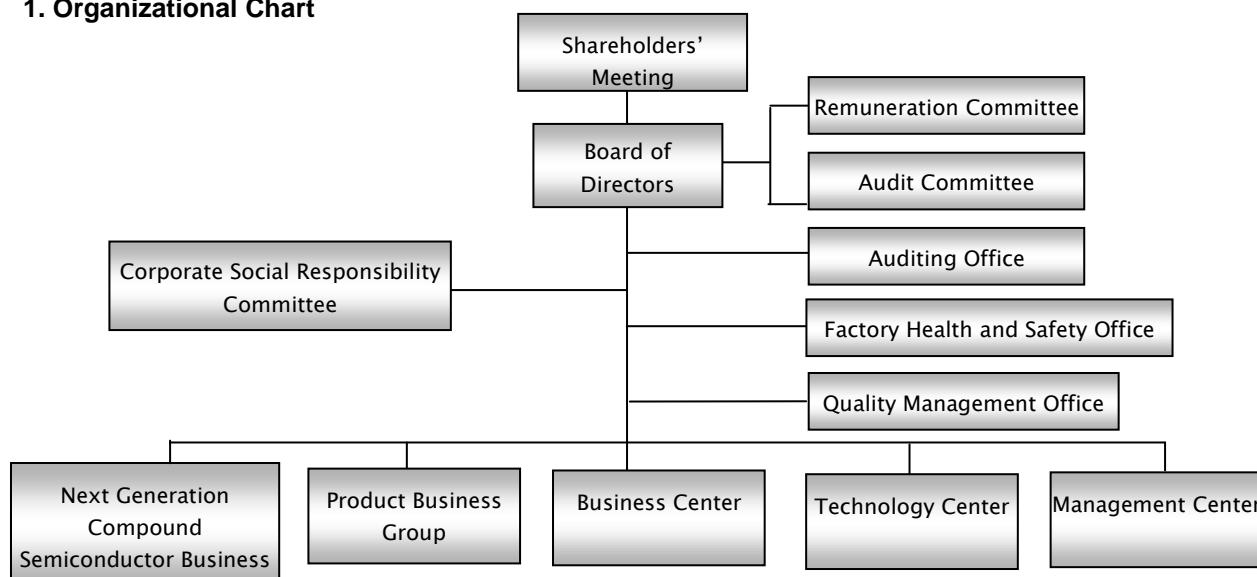 1. Organizational Chart
Shareholders’
Meeting
Remuneration Committee
Board of
Directors
Audit Committee
Auditing Office
Corporate Social Responsibility
Committee
Factory Health and Safety Office
Quality Management Office
Next Generation
Compound
Semiconductor Business
Product Business
Group
Business Center
Technology Center
Management Center